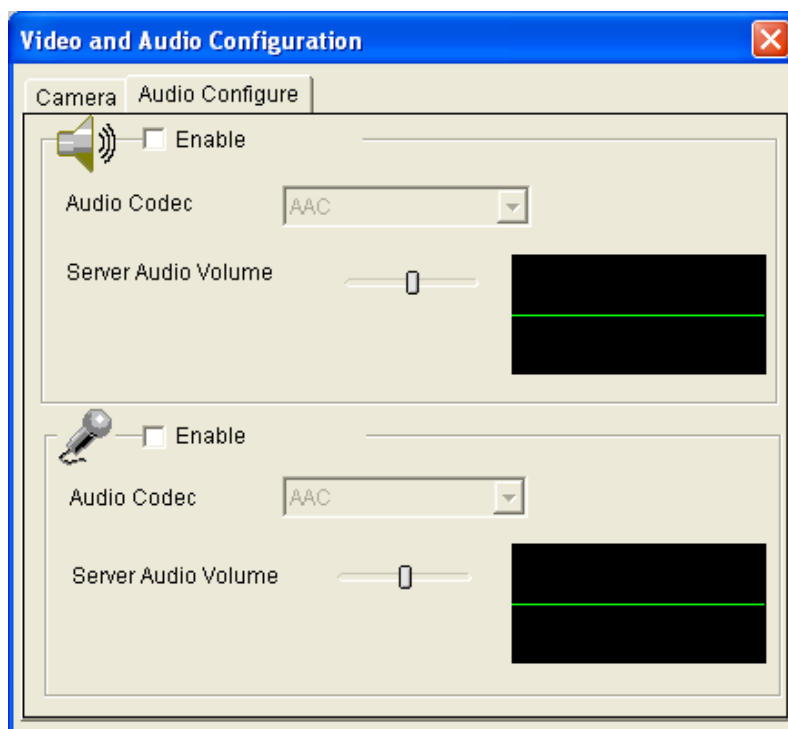 Video and Audio Configuration
Camera
Audio Configure
Enable
Audio Codec
AAC
Server Audio Volume
Enable
Audio Codec
AAC
Server Audio Volume